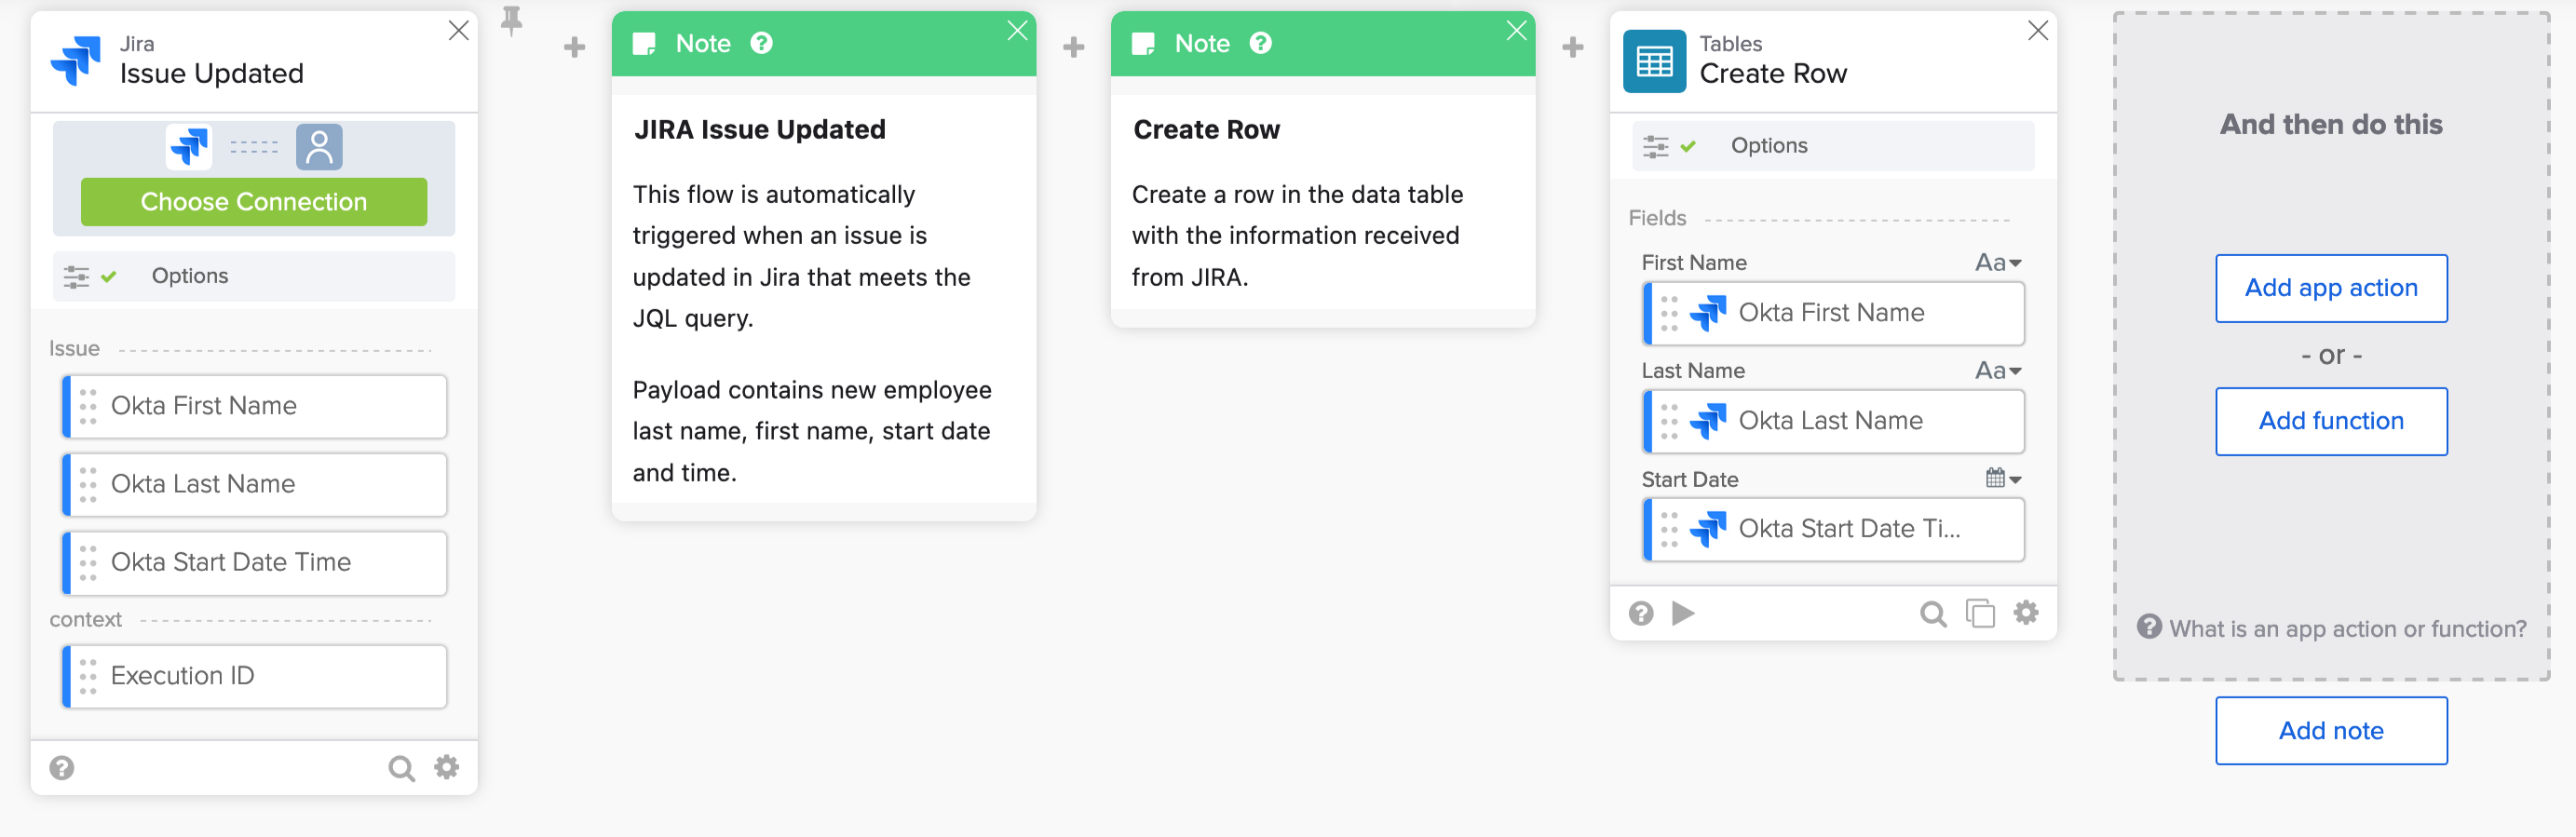 Jira
Issue Updated
Choose Connection
Options
Issue
Okta First Name
Okta Last Name
Okta Start Date Time
context
Execution ID
Note
JIRA Issue Updated
This flow is automatically
triggered when an issue is
updated in Jira that meets the
JQL query.
Payload contains new employee
last name, first name, start date
and time.
Note
Create Row
Create a row in the data table
with the information received
from JIRA.
Tables
Create Row
Options
Fields
First Name Aa
Okta First Name
Last Name Aa
Okta Last Name
Start Date
Okta Start Date Ti...
And then do this
Add app action
- or -
Add function
What is an app action or function?
Add note